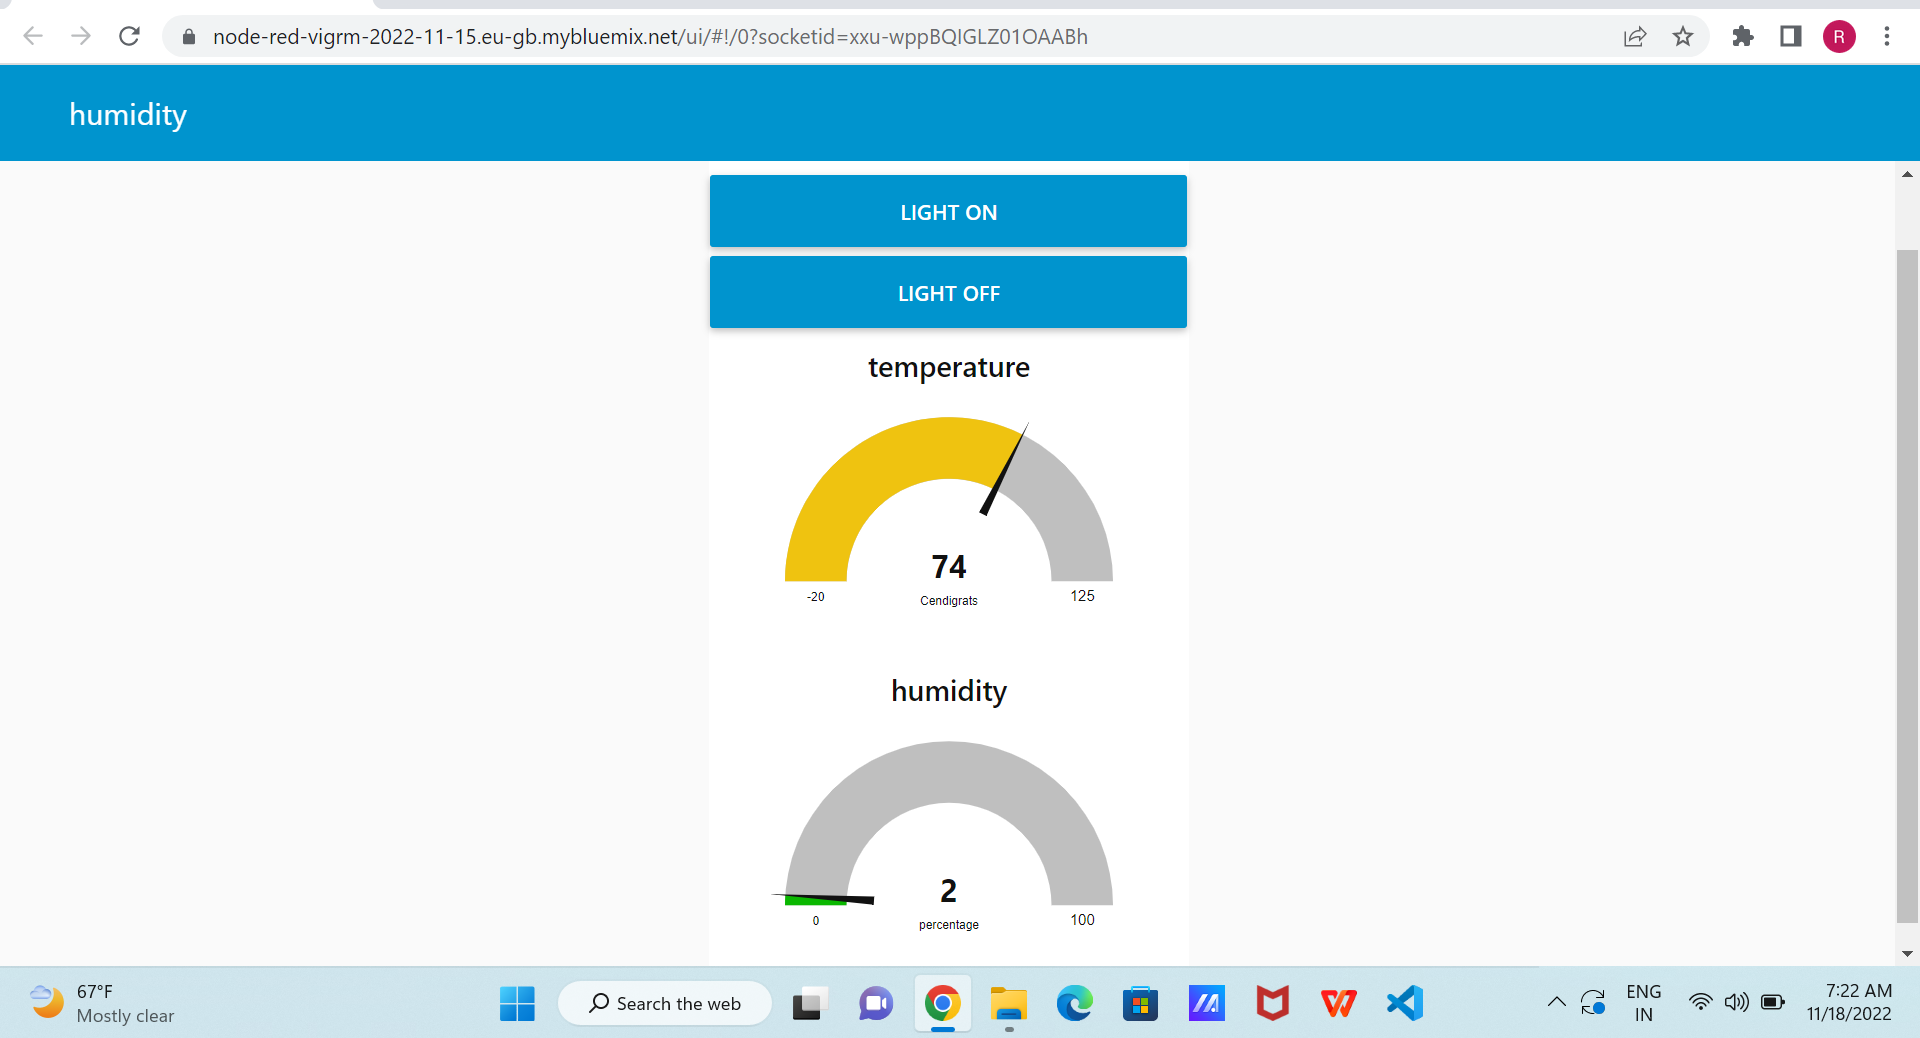 node-red-vigrm-2022-11-15.eu-gb.mybluemix.net/ui/#!/0?socketid=xxu-wppBQIGLZ01OAABh
R
humidity
LIGHT ON
LIGHT OFF
temperature
74
Cendigrats
-20
125
humidity
2
percentage
0
100
67°F
Mostly clear
Search the web
ENG
IN
7:22 AM
11/18/2022